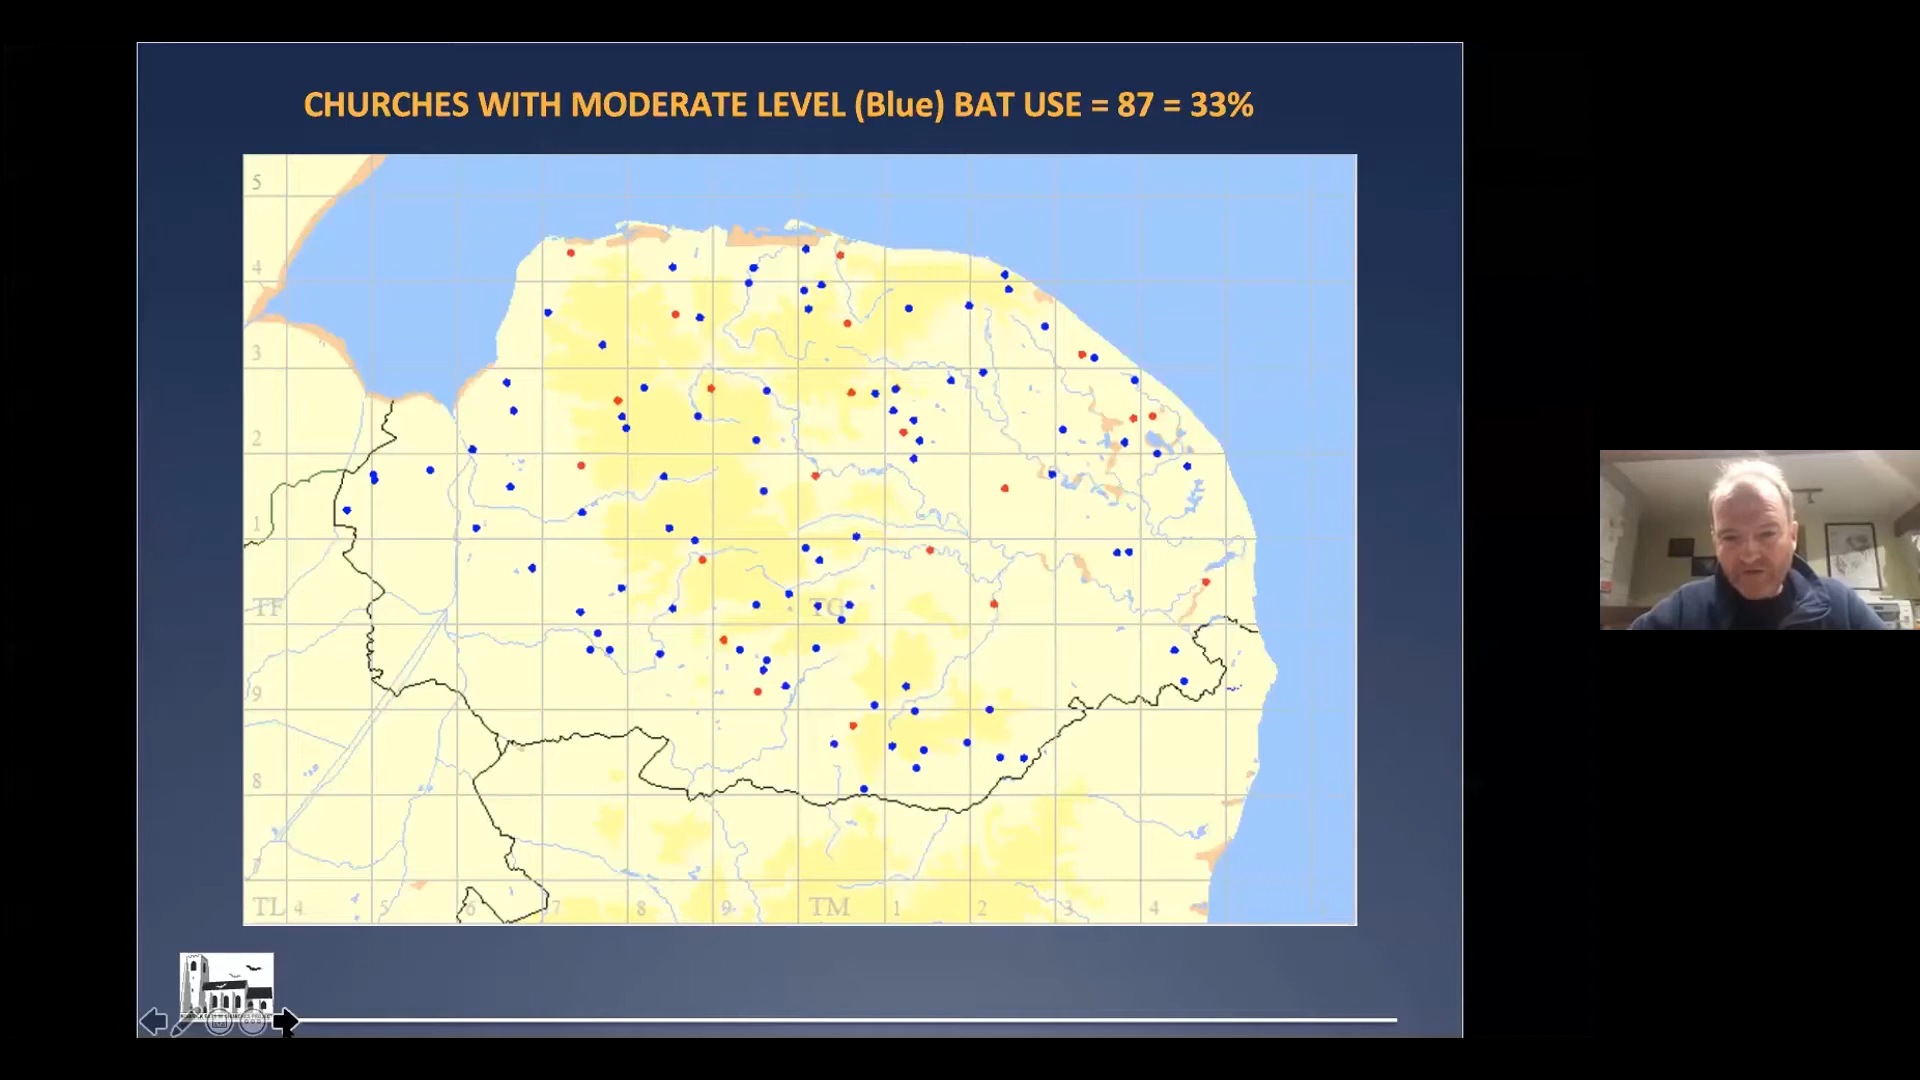 CHURCHES WITH MODERATE LEVEL (Blue) BAT USE = 87 = 33%
5
4
3
2
1
TF
TG
9
8
7
TL 4 5 6 7 8 9 TM 1 2 3 4